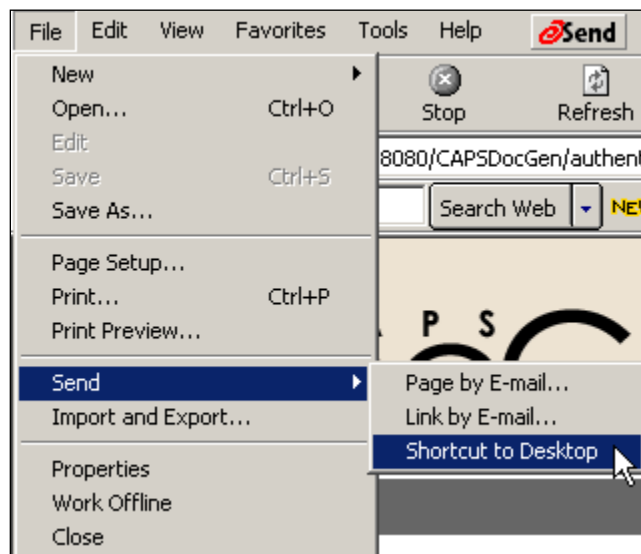 File Edit View Favorites Tools Help Send
New
Open... Ctrl+O
Stop Refresh
Edit
Save Ctrl+S
8080/CAPSDocGen/authent
Save As...
Search Web NE
Page Setup...
Print... Ctrl+P
P S
Print Preview...
Send
Page by E-mail...
Import and Export...
Link by E-mail...
Shortcut to Desktop
Properties
Work Offline
Close